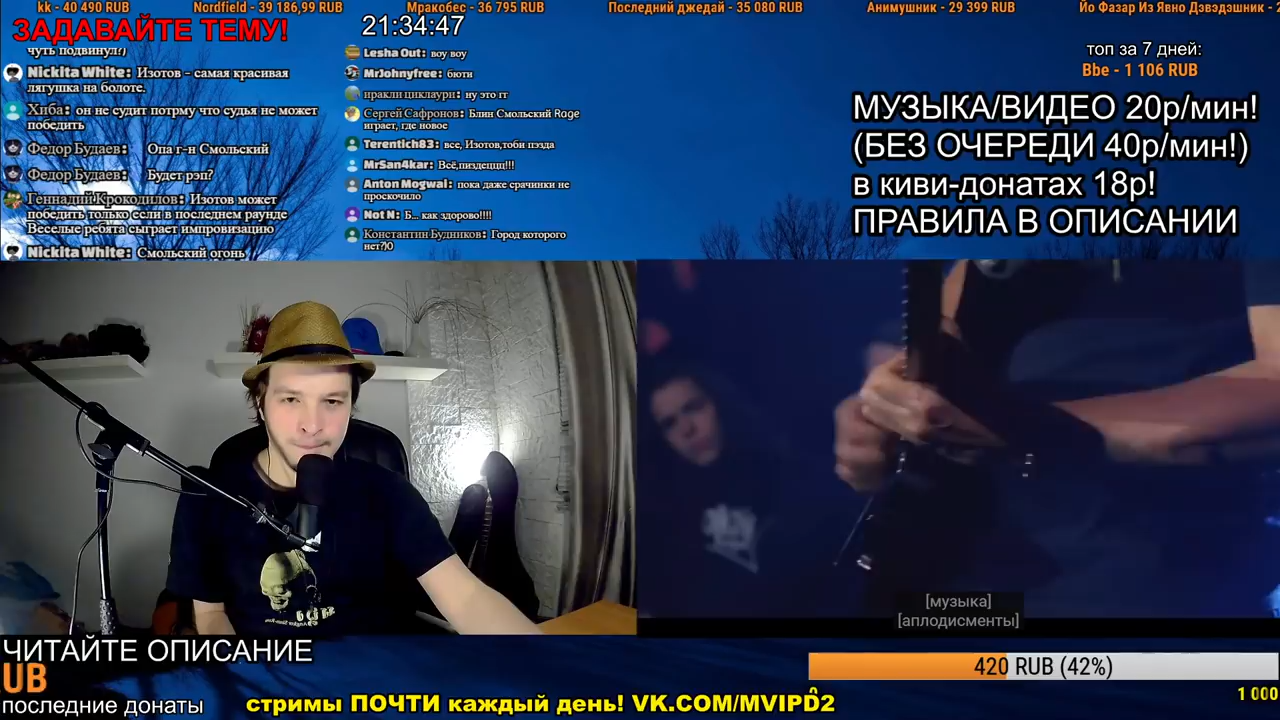 kk - 40 490 RUB
Nordfield - 39 186,99 RUB
Мракобес - 36 795 RUB
Последний джедай - 35 080 RUB
Анимушник - 29 399 RUB
Йо Фазар Из Явно Дэвэдэшник - 2
ЗАДАВАЙТЕ ТЕМУ!
чуть подвинул?)
Nickita White: Изотов - самая красивая
лягушка на болоте.
Хиба: он не судит потрму что судья не может
победить
Федор Будаев: Опа г-н Смольский
Федор Будаев: Будет рэп?
Геннадий Крокодилов: Изотов может
победить только если в последнем раунде
Веселые ребята сыграет импровизацию
Nickita White: Смольский огонь
21:34:47
Lesha Out: воу воу
MrJohnyfree: бюти
иракли циклаури: ну это гг
Сергей Сафронов: Блин Смольский Rage
играет, где новое
Terentich83: все, Изотов,тоби пэзда
MrSan4kar: Всё,пиздеццц!!!
Anton Mogwai: пока даже срачинки не
проскочило
Not N: Б... как здорово!!!!
Константин Будников: Город которого
нет?)0
топ за 7 дней:
Bbe - 1 106 RUB
МУЗЫКА/ВИДЕО 20р/мин!
(БЕЗ ОЧЕРЕДИ 40р/мин!)
в киви-донатах 18р!
ПРАВИЛА В ОПИСАНИИ
[музыка]
[аплодисменты]
ЧИТАЙТЕ ОПИСАНИЕ
UB
последние донаты
стримы ПОЧТИ каждый день! VK.COM/MVIPD2
420 RUB (42%)
0
1 000